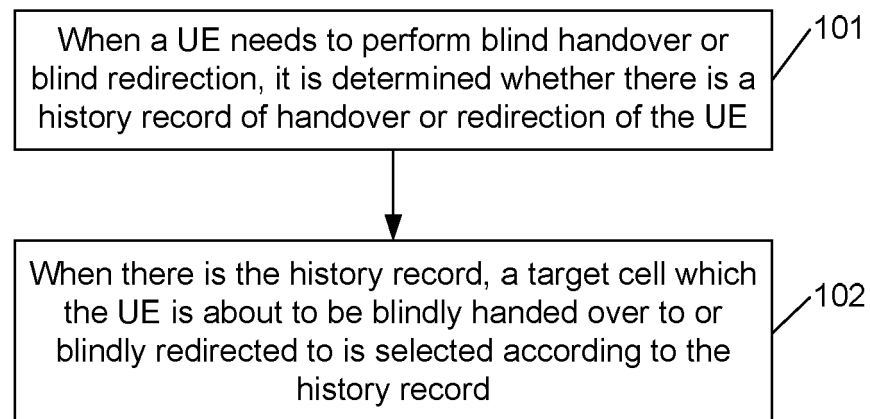 When a UE needs to perform blind handover or
blind redirection, it is determined whether there is a
history record of handover or redirection of the UE
101
When there is the history record, a target cell which
the UE is about to be blindly handed over to or
blindly redirected to is selected according to the
history record
102